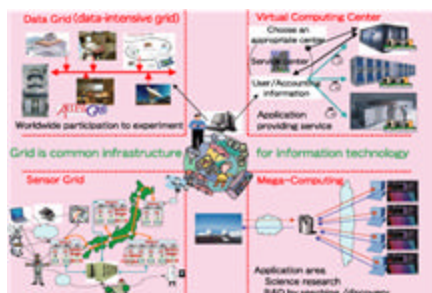 Data Grid (data-intensive grid)
Worldwide participation to experiment
Virtual Computing Center
Choose an
appropriate center
Service center
User/Accounting
information
Application
providing service
Grid is common infrastructure for information technology
Sensor Grid
Mega-Computing
Application area
Science research